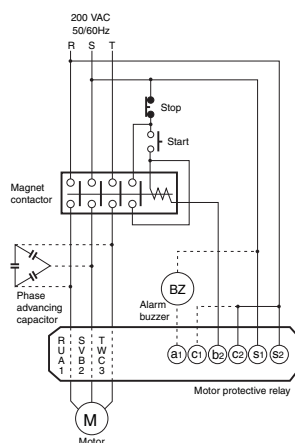 200 VAC
50/60Hz
R S T
Stop
Start
Magnet
contactor
Phase
advancing
capacitor
BZ
Alarm
buzzer
R U A 1
S V B 2
T W C 3
a1 c1 b2 c2 s1 s2
Motor protective relay
M
Motor